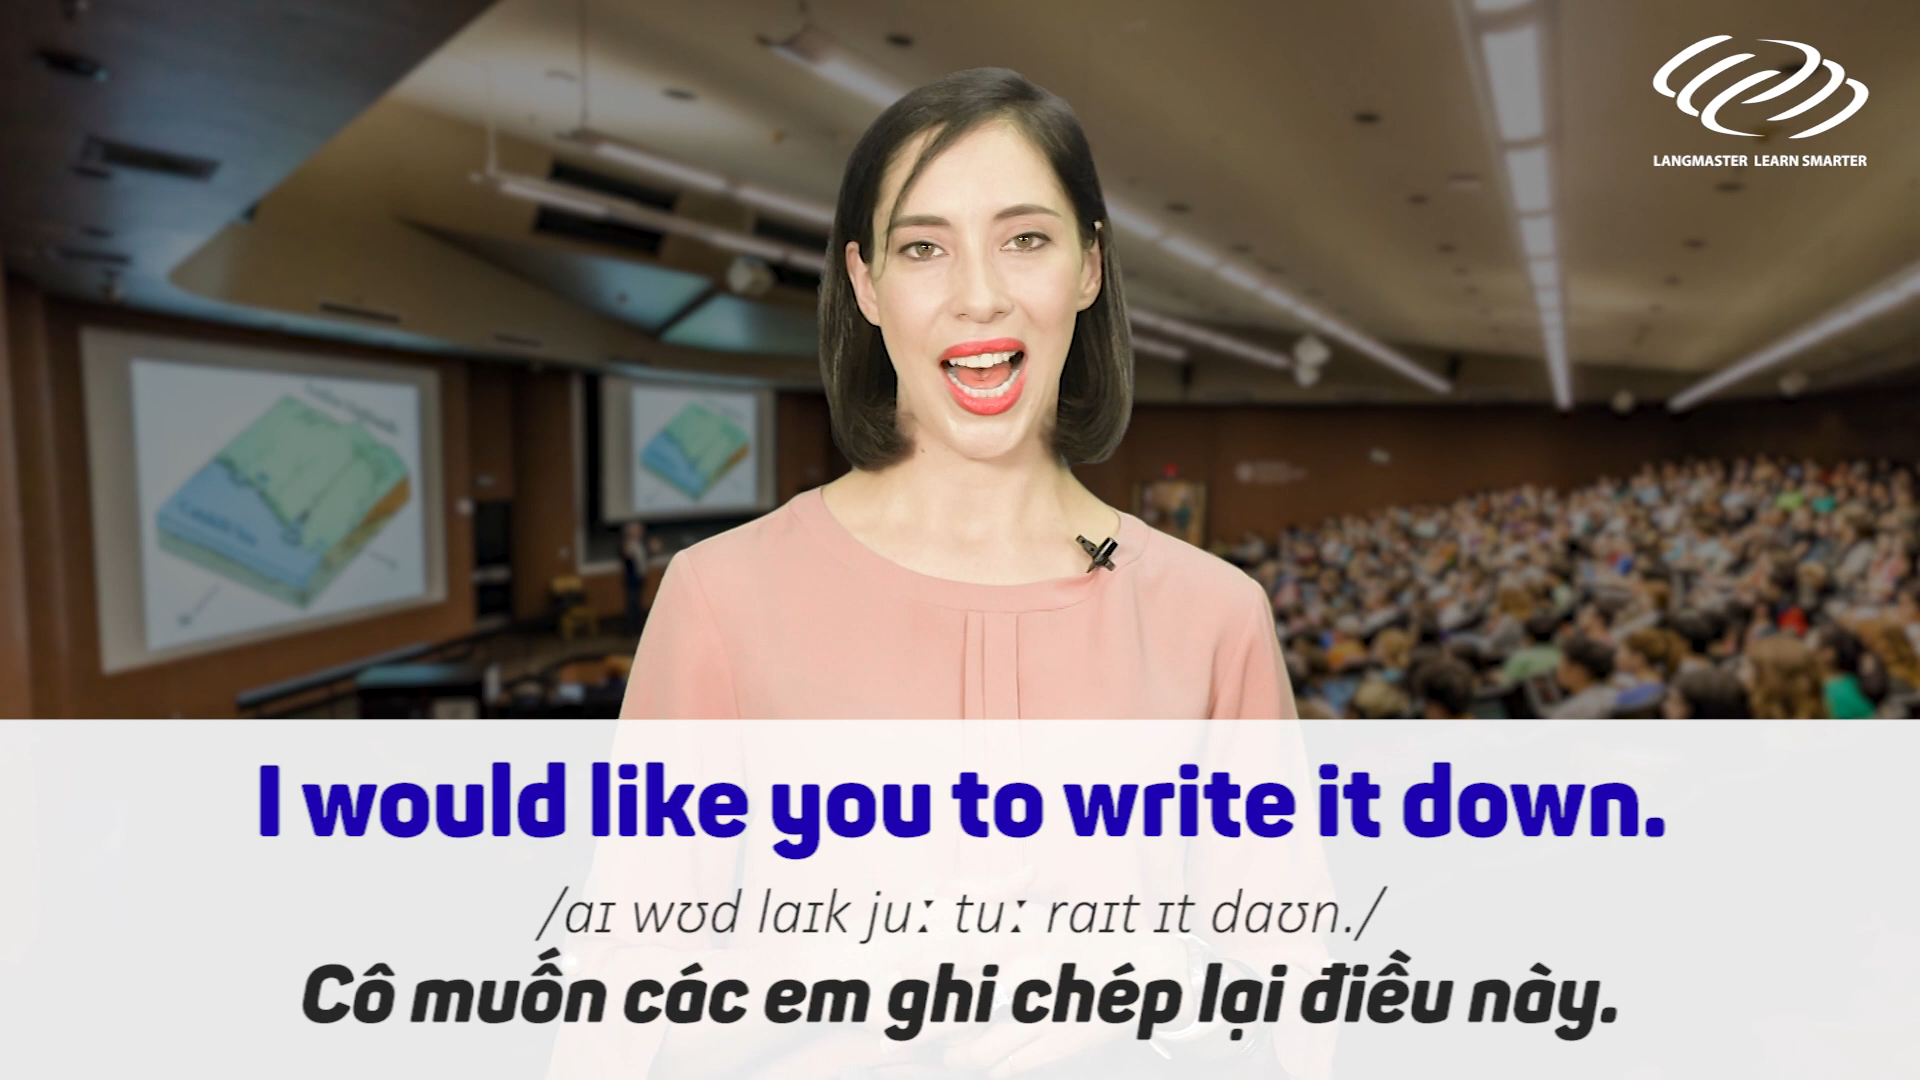 LANGMASTER LEARN SMARTER
I would like you to write it down.
/aɪ wʊd laɪk juː tuː raɪt ɪt daʊn./
Cô muốn các em ghi chép lại điều này.